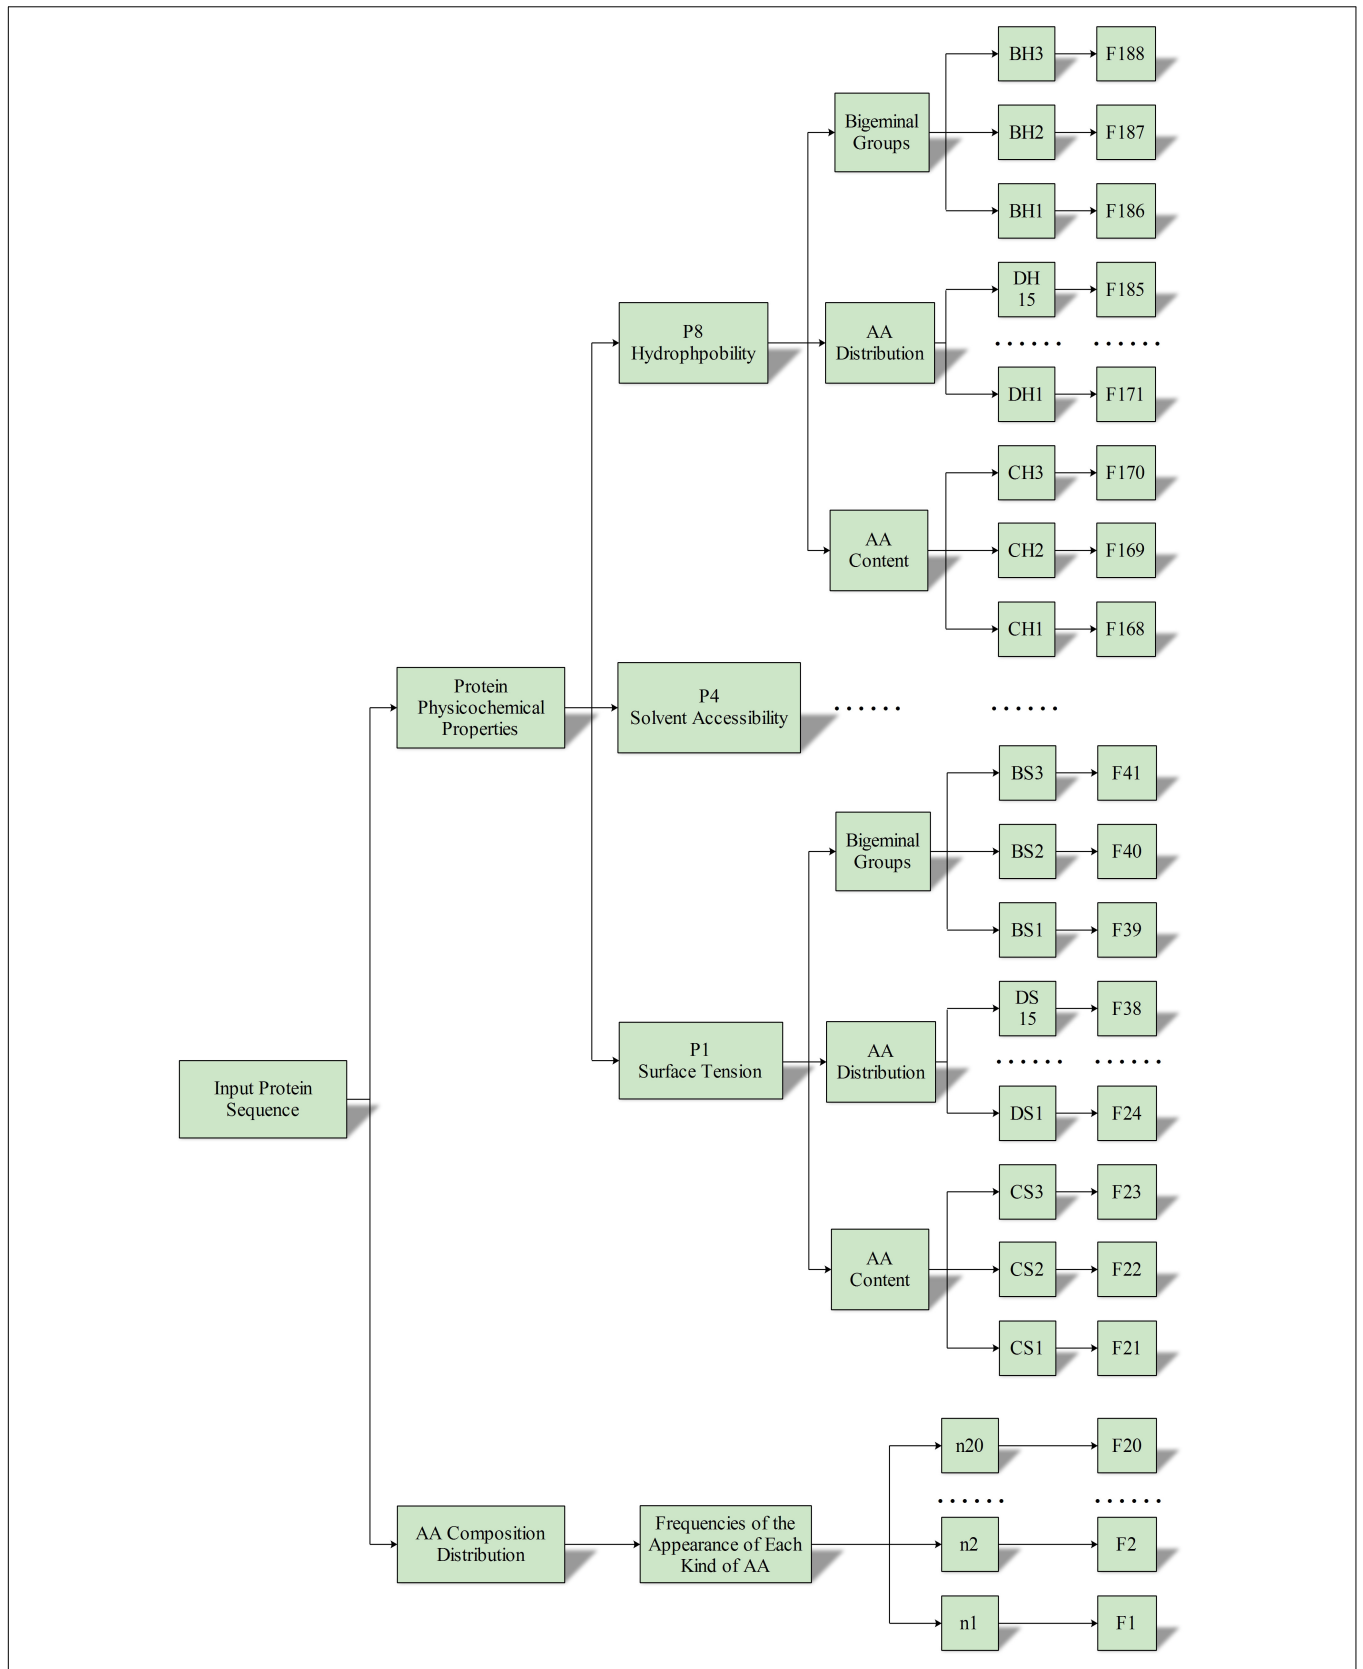 BH3
F188
Bigeminal
Groups
BH2
F187
BH1
F186
DH
15
F185
P8
Hydrophpobility
AA
Distribution
...... ......
DH1
F171
CH3
F170
AA
Content
CH2
F169
CH1
F168
Protein
Physicochemical
Properties
P4
Solvent Accessibility
...... ......
BS3
F41
Bigeminal
Groups
BS2
F40
BS1
F39
DS
15
F38
P1
Surface Tension
AA
Distribution
...... ......
Input Protein
Sequence
DS1
F24
CS3
F23
AA
Content
CS2
F22
CS1
F21
n20
F20
...... ......
AA Composition
Distribution
Frequencies of the
Appearance of Each
Kind of AA
n2
F2
n1
F1